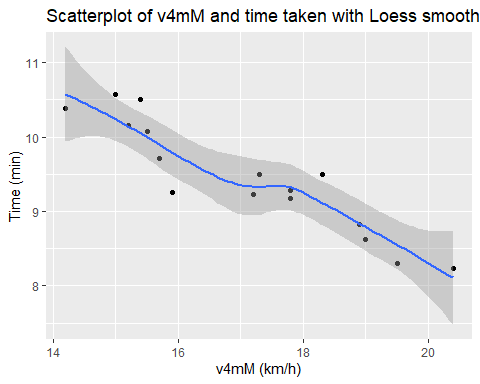 Scatterplot of v4mM and time taken with Loess smooth
11
10
9
8
Time (min)
14
16
18
20
v4mM (km/h)